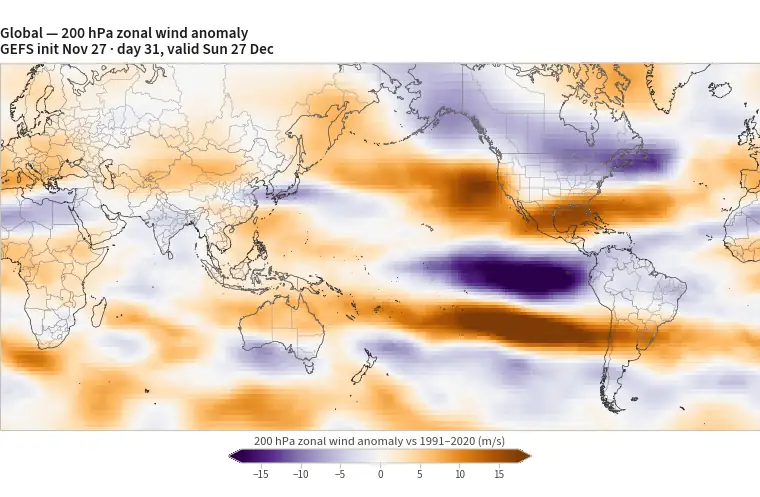 Global — 200 hPa zonal wind anomaly
GEFS init Nov 27 · day 31, valid Sun 27 Dec
200 hPa zonal wind anomaly vs 1991–2020 (m/s)
−15 −10 −5 0 5 10 15